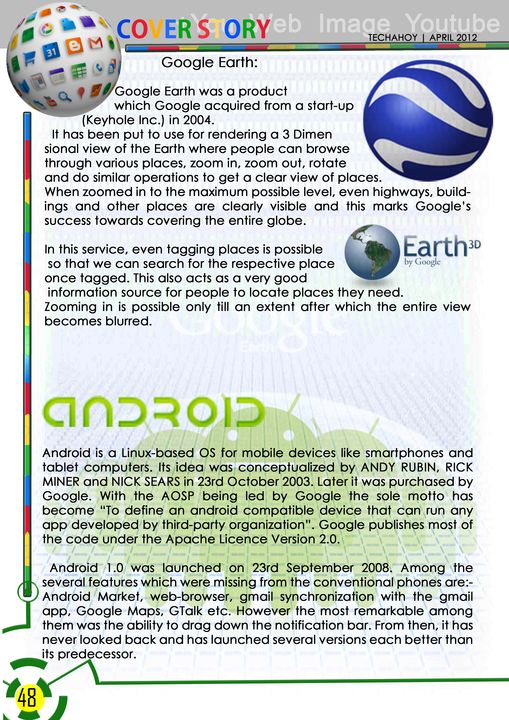 You Web Image Youtube
COVER STORY
TECHAHOY | APRIL 2012
Google Earth:
Google Earth was a product
which Google acquired from a start-up
(Keyhole Inc.) in 2004.
It has been put to use for rendering a 3 Dimen
sional view of the Earth where people can browse
through various places, zoom in, zoom out, rotate
and do similar operations to get a clear view of places.
When zoomed in to the maximum possible level, even highways, build-
ings and other places are clearly visible and this marks Google's
success towards covering the entire globe.
In this service, even tagging places is possible
so that we can search for the respective place
once tagged. This also acts as a very good
information source for people to locate places they need.
Zooming in is possible only till an extent after which the entire view
becomes blurred.
Earth 3D
by Google
Google
Earth
ANDROID
Android is a Linux-based OS for mobile devices like smartphones and
tablet computers. Its idea was conceptualized by ANDY RUBIN, RICK
MINER and NICK SEARS in 23rd October 2003. Later it was purchased by
Google. With the AOSP being led by Google the sole motto has
become “To define an android compatible device that can run any
app developed by third-party organization”. Google publishes most of
the code under the Apache Licence Version 2.0.
Android 1.0 was launched on 23rd September 2008. Among the
several features which were missing from the conventional phones are:-
Android Market, web-browser, gmail synchronization with the gmail
app, Google Maps, GTalk etc. However the most remarkable among
them was the ability to drag down the notification bar. From then, it has
never looked back and has launched several versions each better than
its predecessor.
48